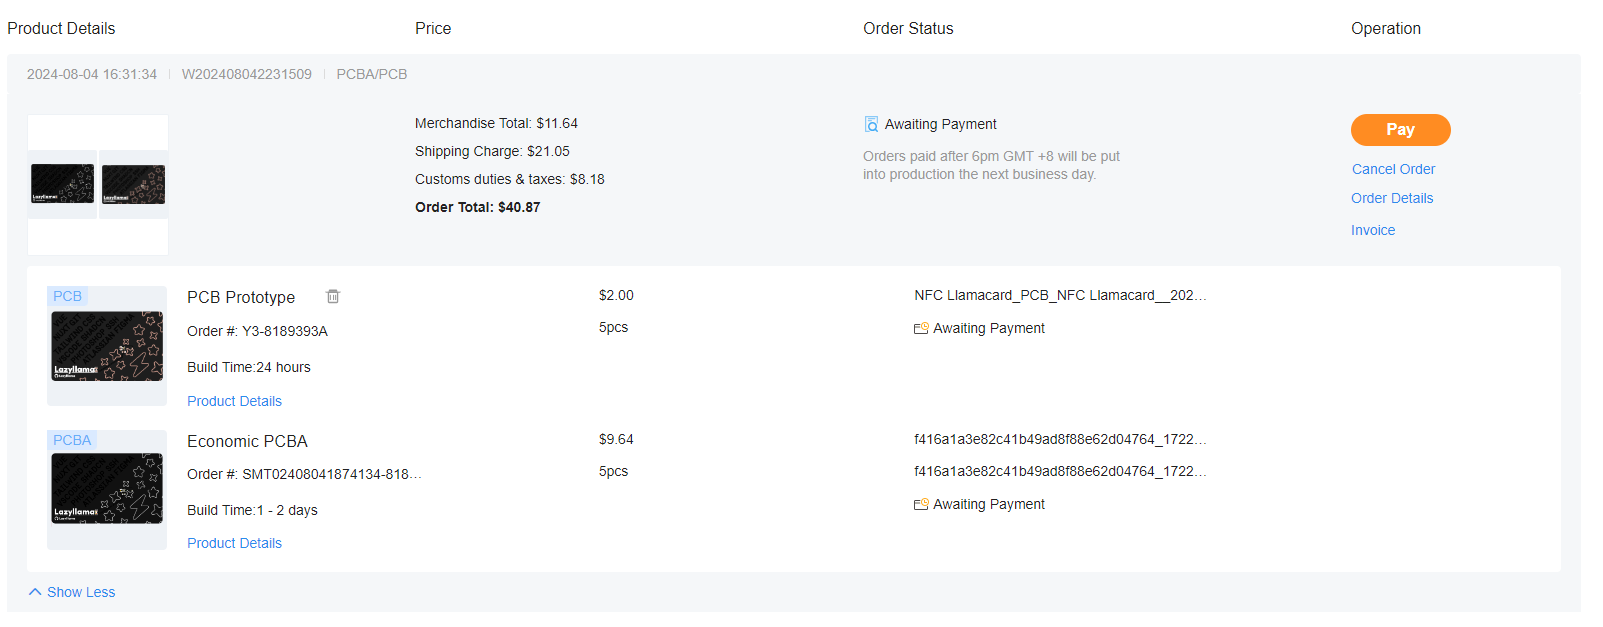 Product Details Price Order Status Operation
2024-08-04 16:31:34 W202408042231509 PCBA/PCB
Lazyllama
Lazyllama
Merchandise Total: $11.64
Shipping Charge: $21.05
Customs duties & taxes: $8.18
Order Total: $40.87
Awaiting Payment
Orders paid after 6pm GMT +8 will be put
into production the next business day.
Pay
Cancel Order
Order Details
Invoice
PCB
Lazyllama
PCB Prototype
Order #: Y3-8189393A
Build Time:24 hours
Product Details
$2.00
5pcs
NFC Llamacard_PCB_NFC Llamacard__202...
Awaiting Payment
PCBA
Lazyllama
Economic PCBA
Order #: SMT02408041874134-818...
Build Time:1 - 2 days
Product Details
$9.64
5pcs
f416a1a3e82c41b49ad8f88e62d04764_1722...
f416a1a3e82c41b49ad8f88e62d04764_1722...
Awaiting Payment
Show Less